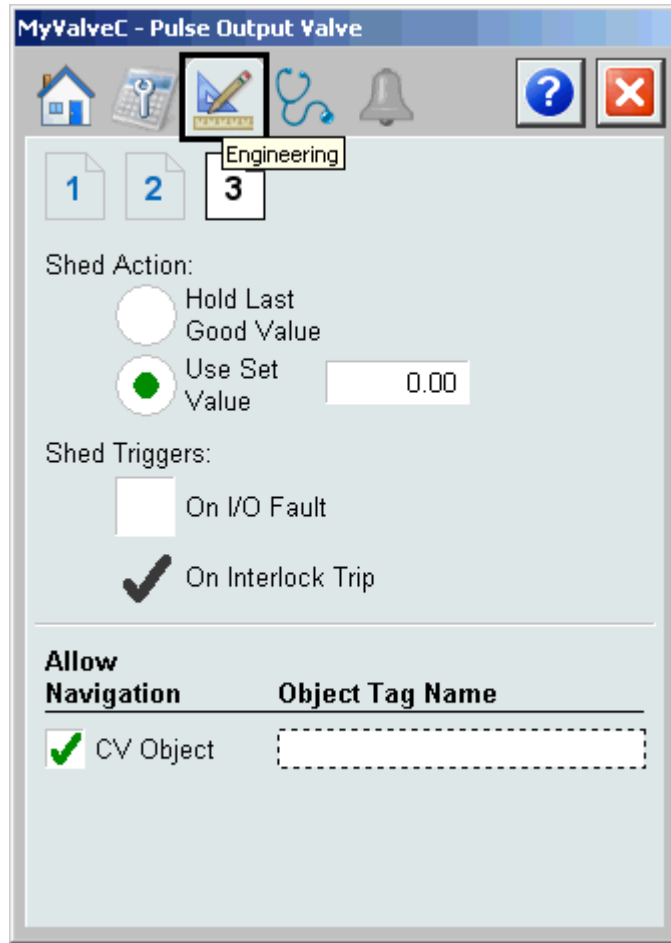 MyValveC - Pulse Output Valve
?
Engineering
1 2 3
Shed Action:
Hold Last
Good Value
Use Set
Value
0.00
Shed Triggers:
On I/O Fault
On Interlock Trip
Allow
Navigation Object Tag Name
CV Object